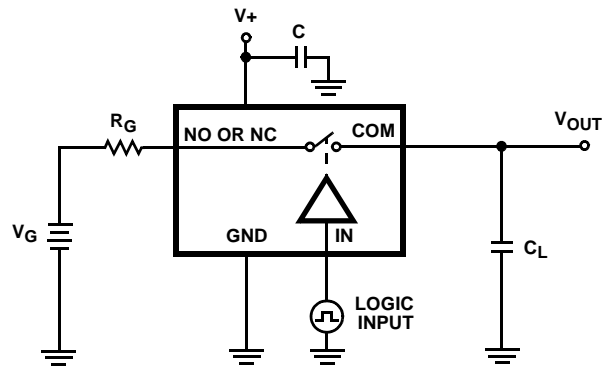 V+
C
RG
NO OR NC
COM
VOUT
VG
GND
IN
CL
LOGIC
INPUT